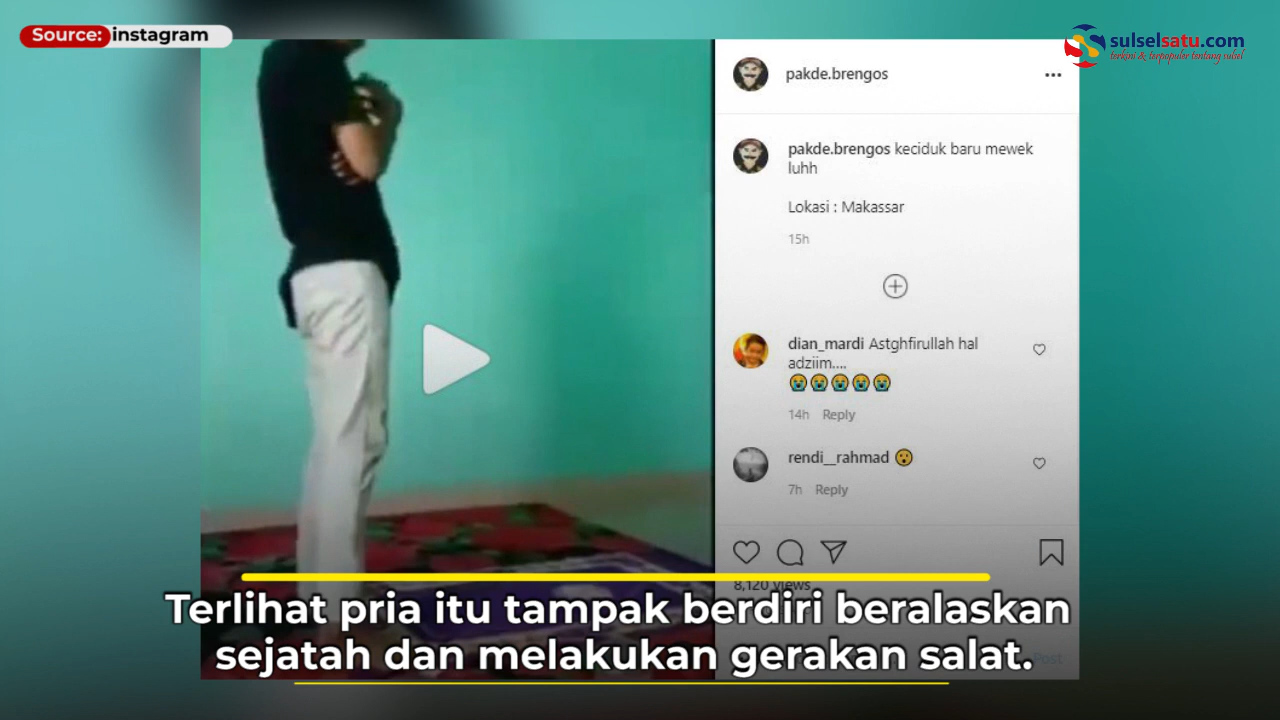 Source: instagram
sulselsatu.com
terkini & terpopuler tentang sulsel
pakde.brengos
pakde.brengos keciduk baru mewek
luhh
Lokasi : Makassar
15h
dian_mardi Astghfirullah hal
adziim....
14h Reply
rendi__rahmad
7h Reply
8,120 views
Terlihat pria itu tampak berdiri beralaskan
sejatah dan melakukan gerakan salat.
Post